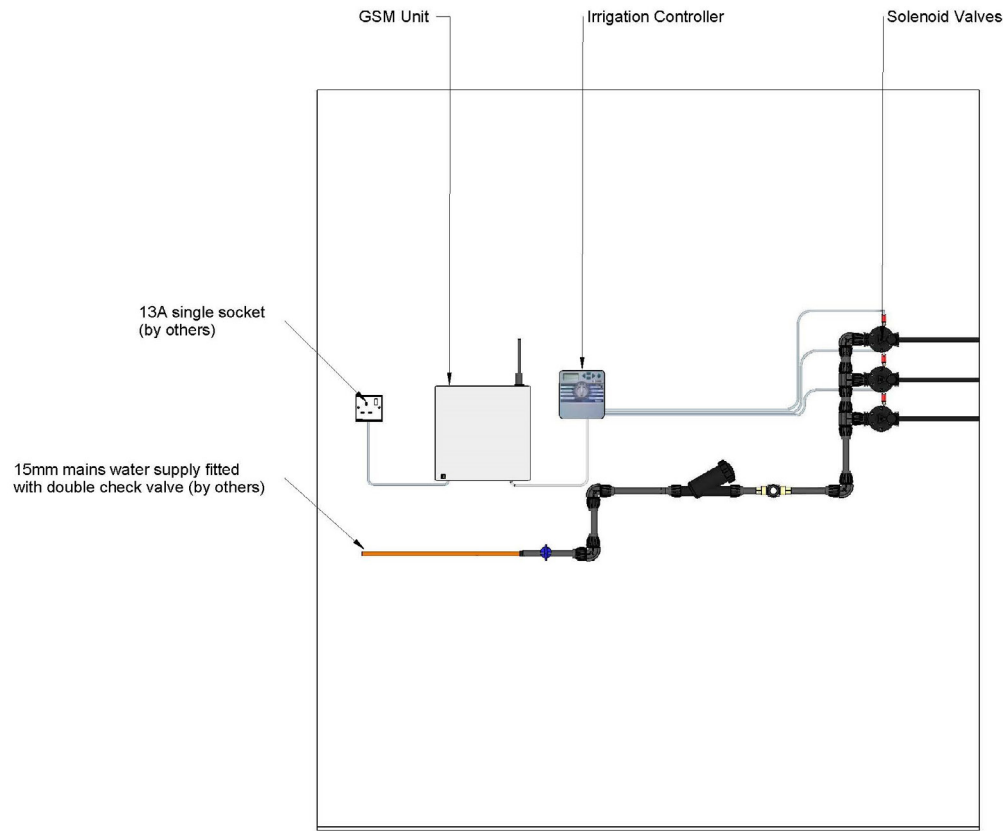 GSM Unit
Irrigation Controller
Solenoid Valves
13A single socket
(by others)
15mm mains water supply fitted
with double check valve (by others)